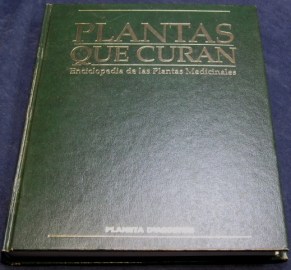 PLANTAS
QUE CURAN
Enciclopedia de las Plantas Medicinales
PLANETA DEAGOSTINI